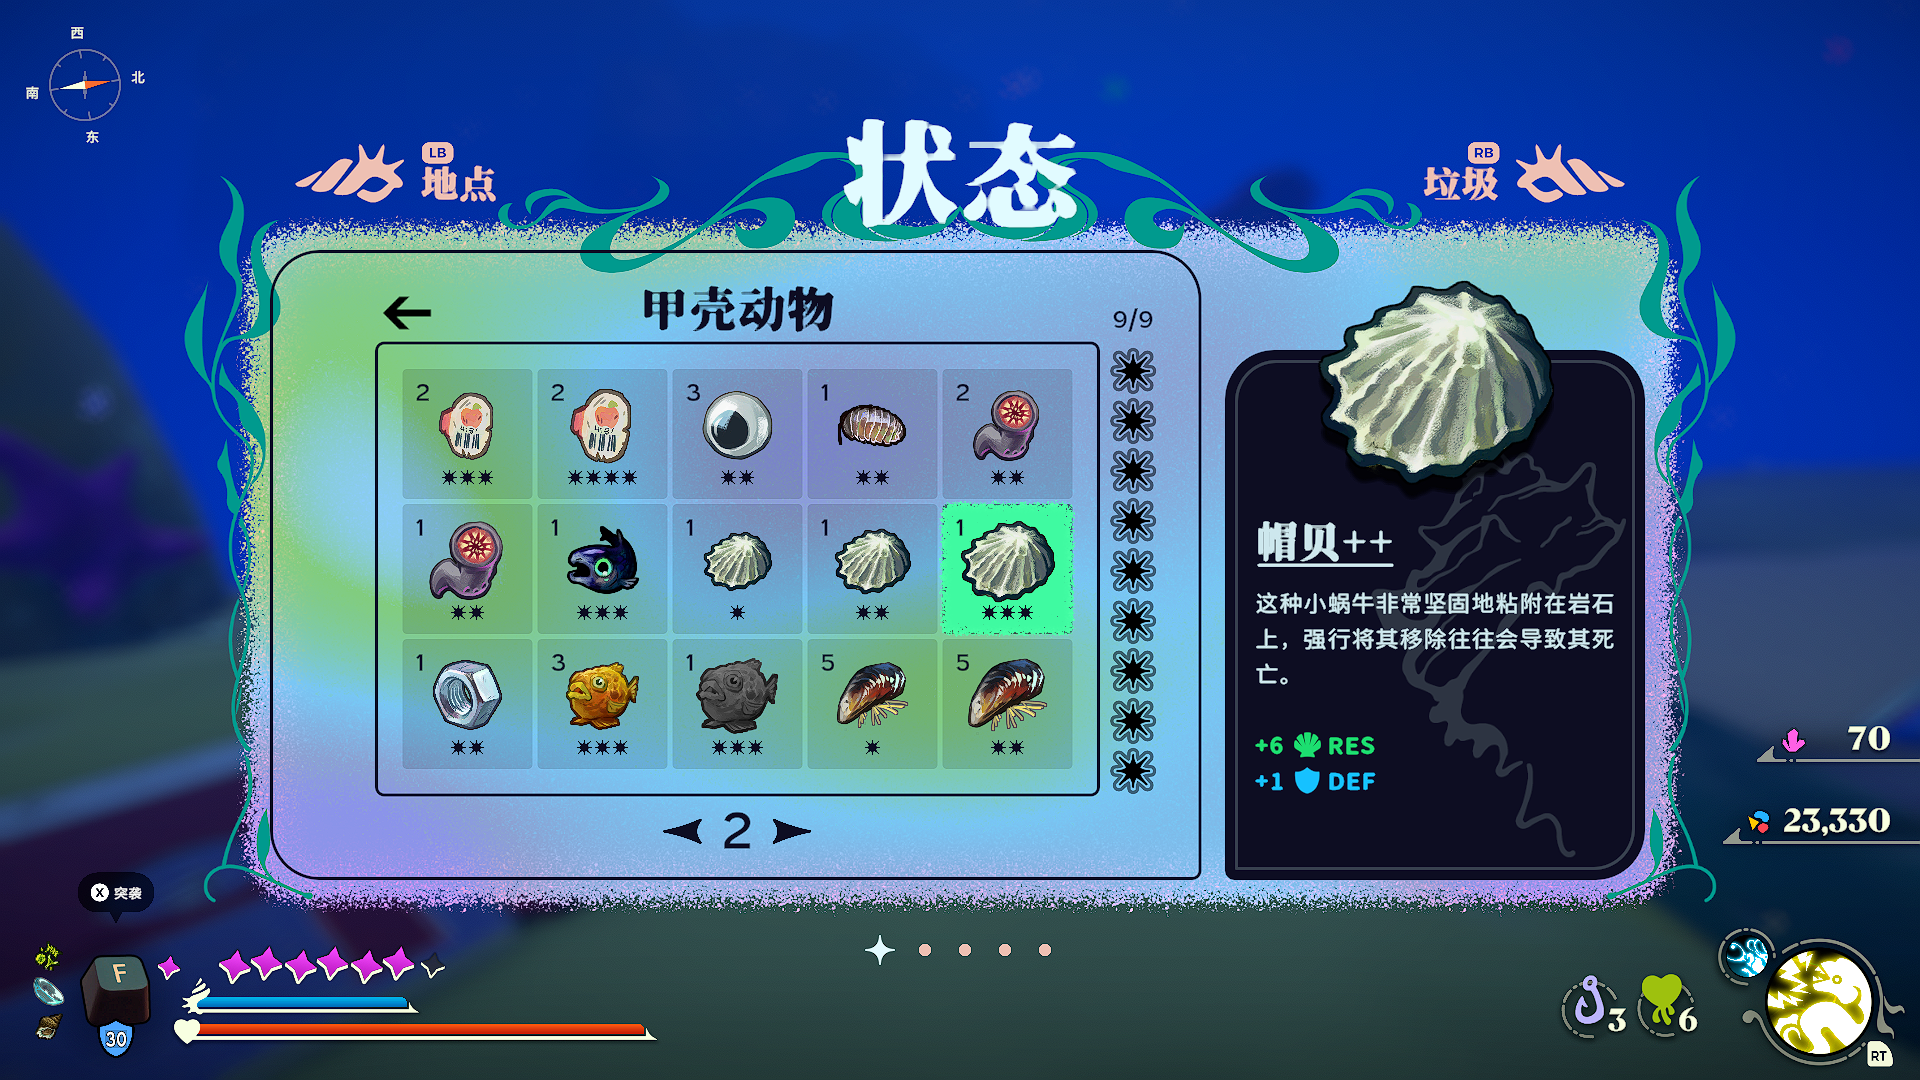 西
南
北
东
LB
地点
状态
RB
垃圾
甲壳动物
9/9
2
2
3
1
2
1
1
1
1
1
1
3
1
5
5
2
帽贝++
这种小蜗牛非常坚固地粘附在岩石
上，强行将其移除往往会导致其死
亡。
+6 RES
+1 DEF
70
23,330
X 突袭
F
30
3
6
RT